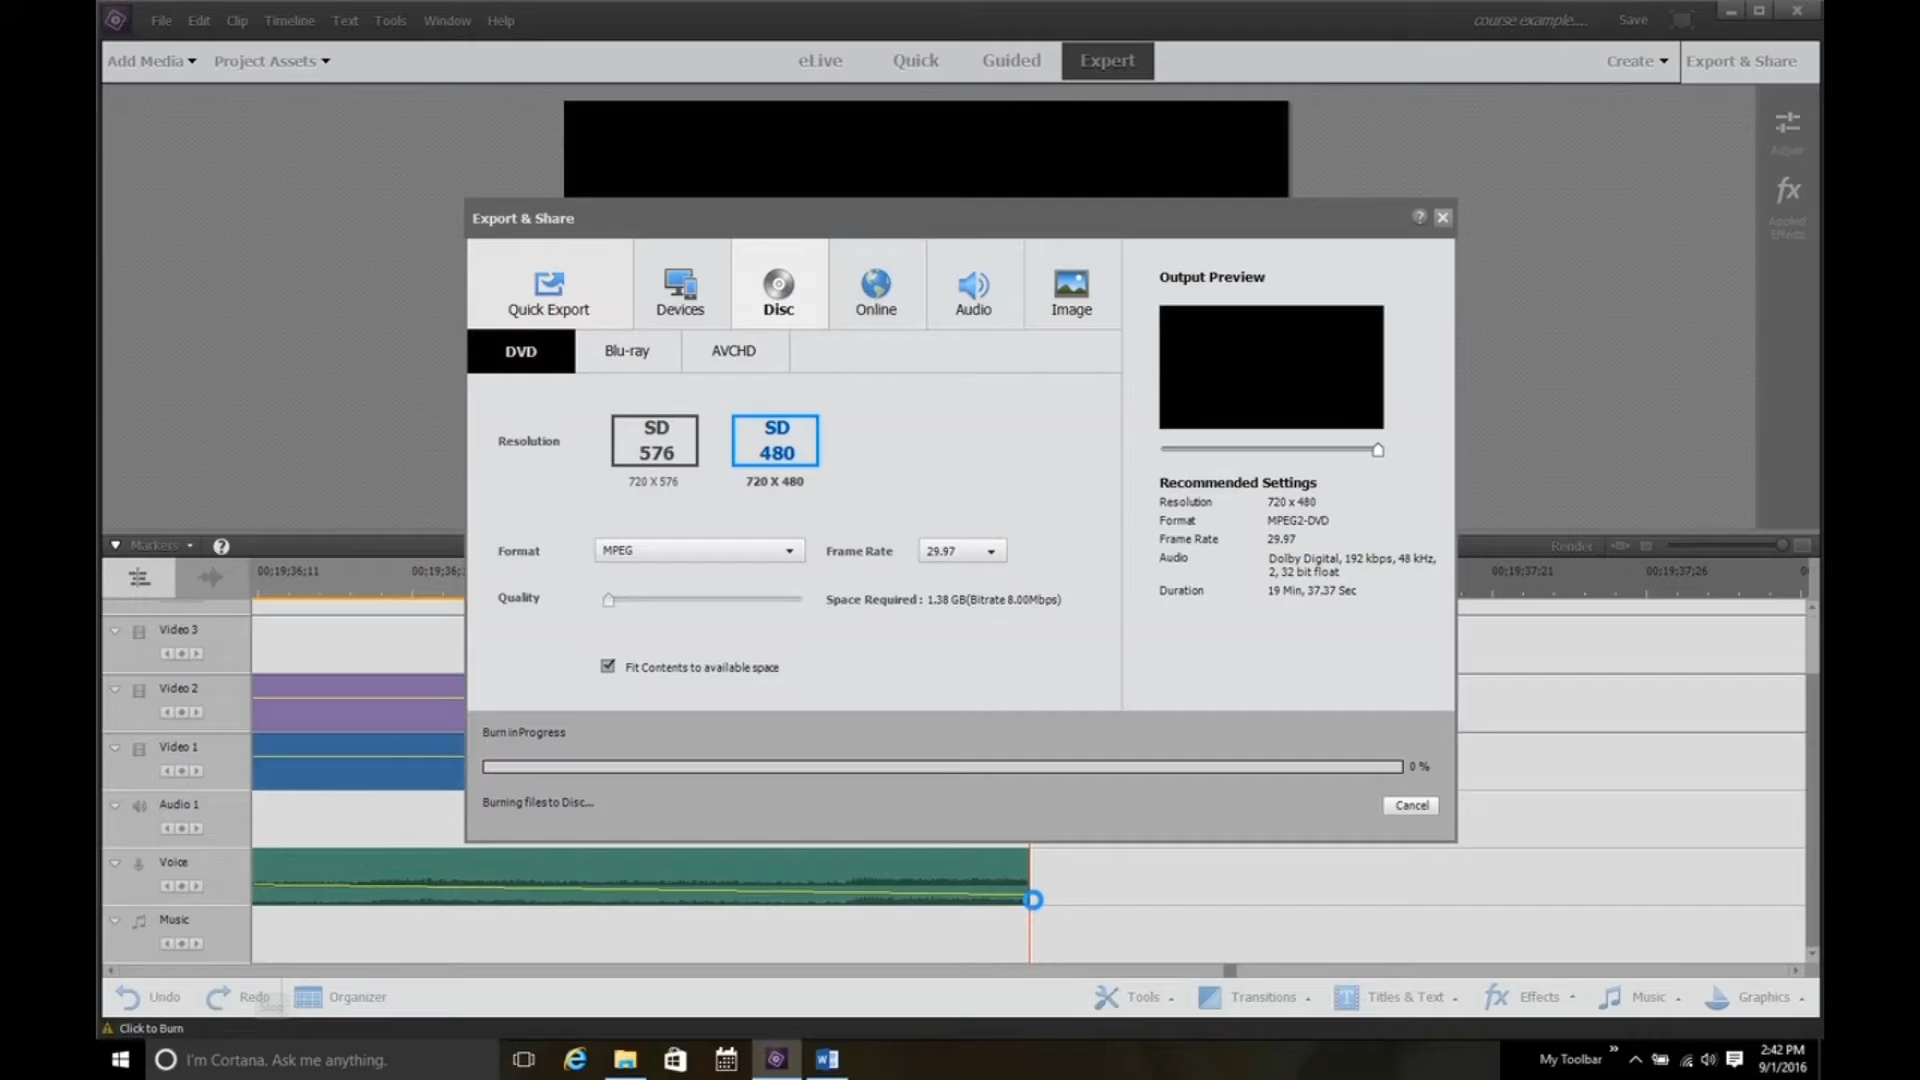 File Edit Clip Timeline Text Tools Window Help
course example....
Save
Add Media
Project Assets
eLive
Quick
Guided
Expert
Create
Export & Share
Adjust
fx
Applied
Effects
Export & Share
?
Quick Export
Devices
Disc
Online
Audio
Image
DVD
Blu-ray
AVCHD
Resolution
SD
576
720 X 576
SD
480
720 X 480
Format
MPEG
Frame Rate
29.97
Quality
Space Required : 1.38 GB(Bitrate 8.00Mbps)
Fit Contents to available space
Output Preview
Recommended Settings
Resolution 720 x 480
Format MPEG2-DVD
Frame Rate 29.97
Audio Dolby Digital, 192 kbps, 48 kHz,
2, 32 bit float
Duration 19 Min, 37.37 Sec
Burn in Progress
0 %
Burning files to Disc...
Cancel
Markers
?
Render
00;19;36;11
00;19;37;21
00;19;37;26
Video 3
Video 2
Video 1
Audio 1
Voice
Music
Undo
Redo
Organizer
Tools
Transitions
T
Titles & Text
fx
Effects
Music
Graphics
Click to Burn
I'm Cortana. Ask me anything.
My Toolbar
2:42 PM
9/1/2016